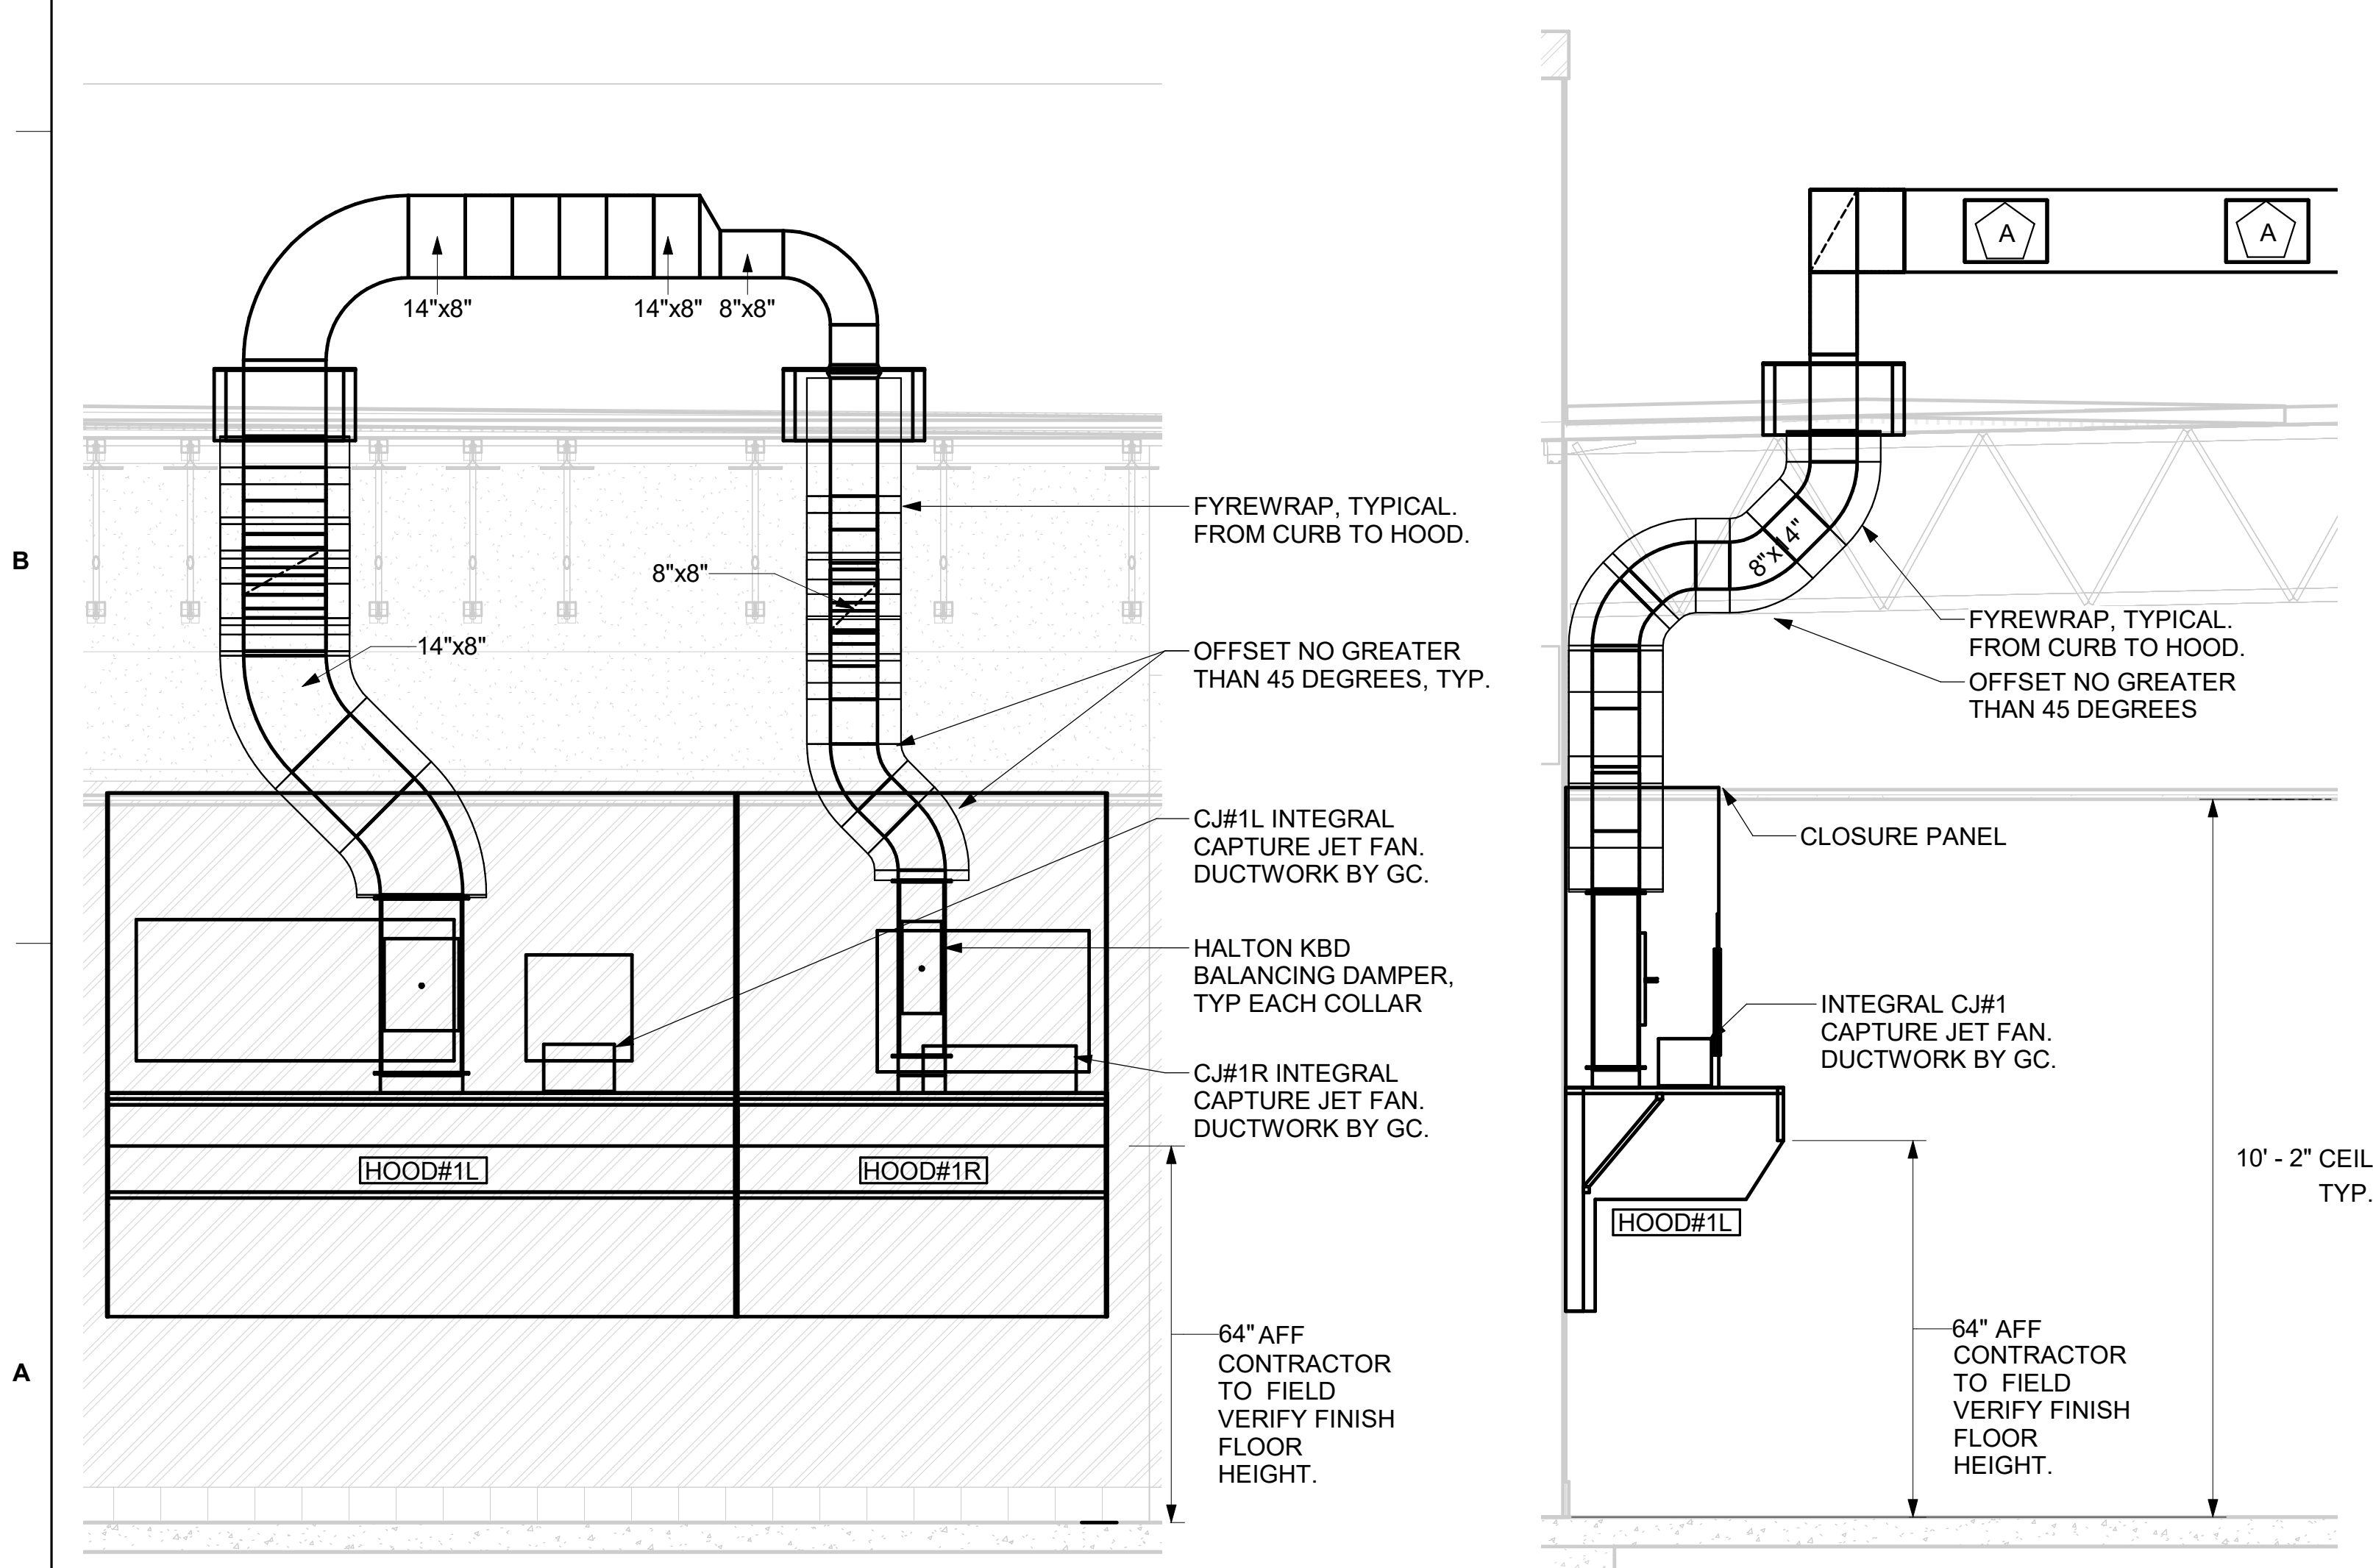 B
A
14"x8"
14"x8"
8"x8"
8"x8"
14"x8"
FYREWRAP, TYPICAL.
FROM CURB TO HOOD.
OFFSET NO GREATER
THAN 45 DEGREES, TYP.
CJ#1L INTEGRAL
CAPTURE JET FAN.
DUCTWORK BY GC.
HALTON KBD
BALANCING DAMPER,
TYP EACH COLLAR
CJ#1R INTEGRAL
CAPTURE JET FAN.
DUCTWORK BY GC.
HOOD#1L
HOOD#1R
64" AFF
CONTRACTOR
TO FIELD
VERIFY FINISH
FLOOR
HEIGHT.
A
A
8"x14"
FYREWRAP, TYPICAL.
FROM CURB TO HOOD.
OFFSET NO GREATER
THAN 45 DEGREES
CLOSURE PANEL
INTEGRAL CJ#1
CAPTURE JET FAN.
DUCTWORK BY GC.
HOOD#1L
10' - 2" CEIL
TYP.
64" AFF
CONTRACTOR
TO FIELD
VERIFY FINISH
FLOOR
HEIGHT.